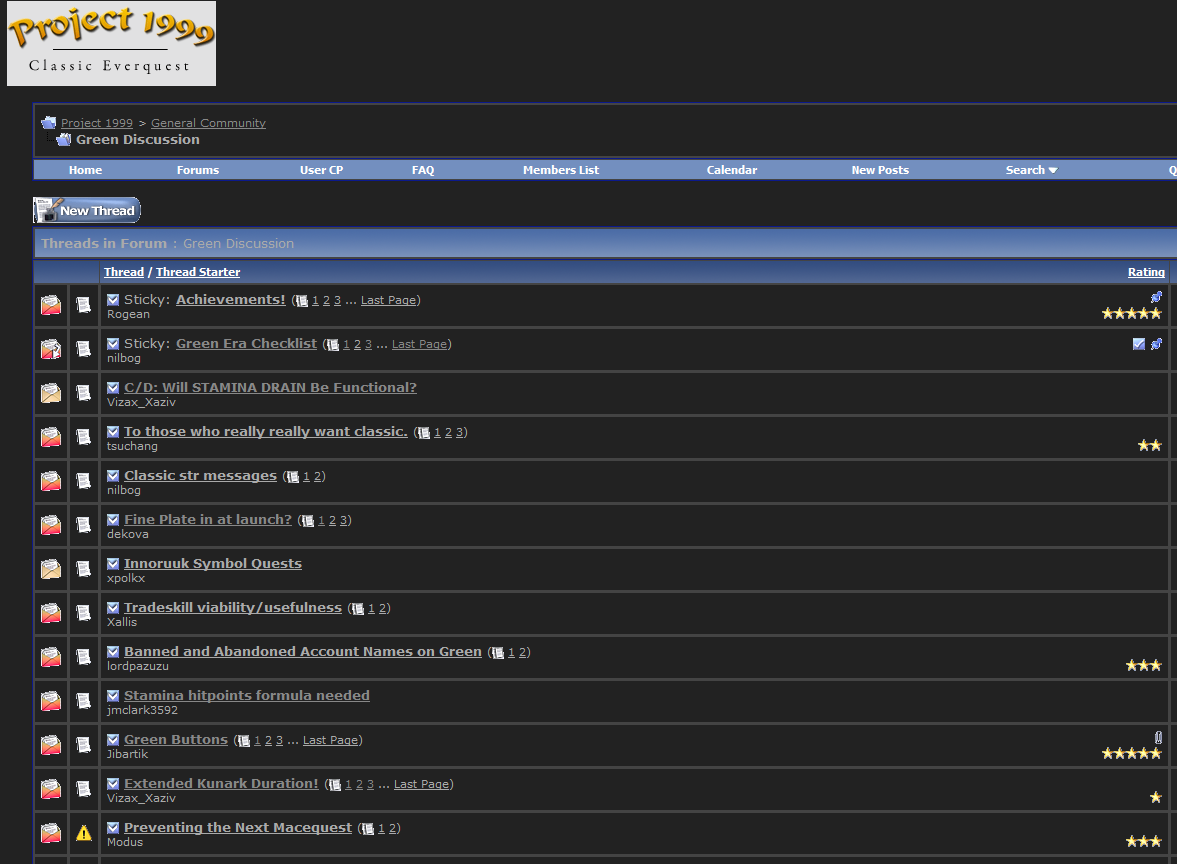 Project 1999
Classic Everquest
Project 1999 > General Community
Green Discussion
Home Forums User CP FAQ Members List Calendar New Posts Search Q
New Thread
Threads in Forum : Green Discussion
Thread / Thread Starter Rating
Sticky: Achievements! ( 1 2 3 ... Last Page)
Rogean
Sticky: Green Era Checklist ( 1 2 3 ... Last Page)
nilbog
C/D: Will STAMINA DRAIN Be Functional?
Vizax_Xaziv
To those who really really want classic. ( 1 2 3)
tsuchang
Classic str messages ( 1 2)
nilbog
Fine Plate in at launch? ( 1 2 3)
dekova
Innoruuk Symbol Quests
xpolkx
Tradeskill viability/usefulness ( 1 2)
Xallis
Banned and Abandoned Account Names on Green ( 1 2)
lordpazuzu
Stamina hitpoints formula needed
jmclark3592
Green Buttons ( 1 2 3 ... Last Page)
Jibartik
Extended Kunark Duration! ( 1 2 3 ... Last Page)
Vizax_Xaziv
Preventing the Next Macequest ( 1 2)
Modus